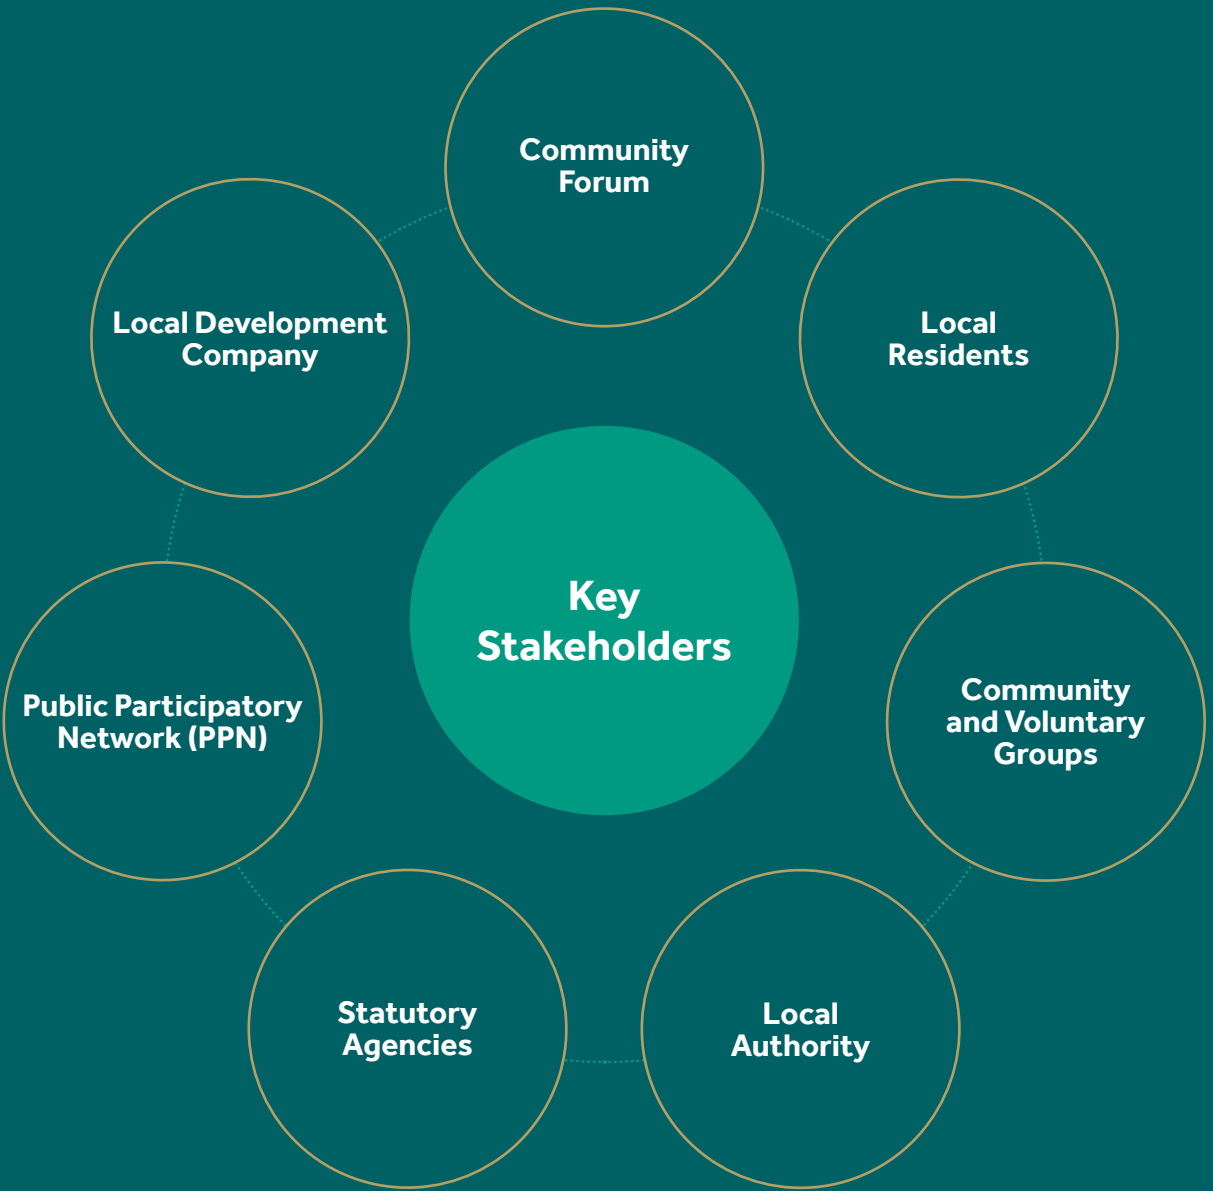 Community
Forum
Local Development
Company
Local
Residents
Key
Stakeholders
Public Participatory
Network (PPN)
Community
and Voluntary
Groups
Statutory
Agencies
Local
Authority